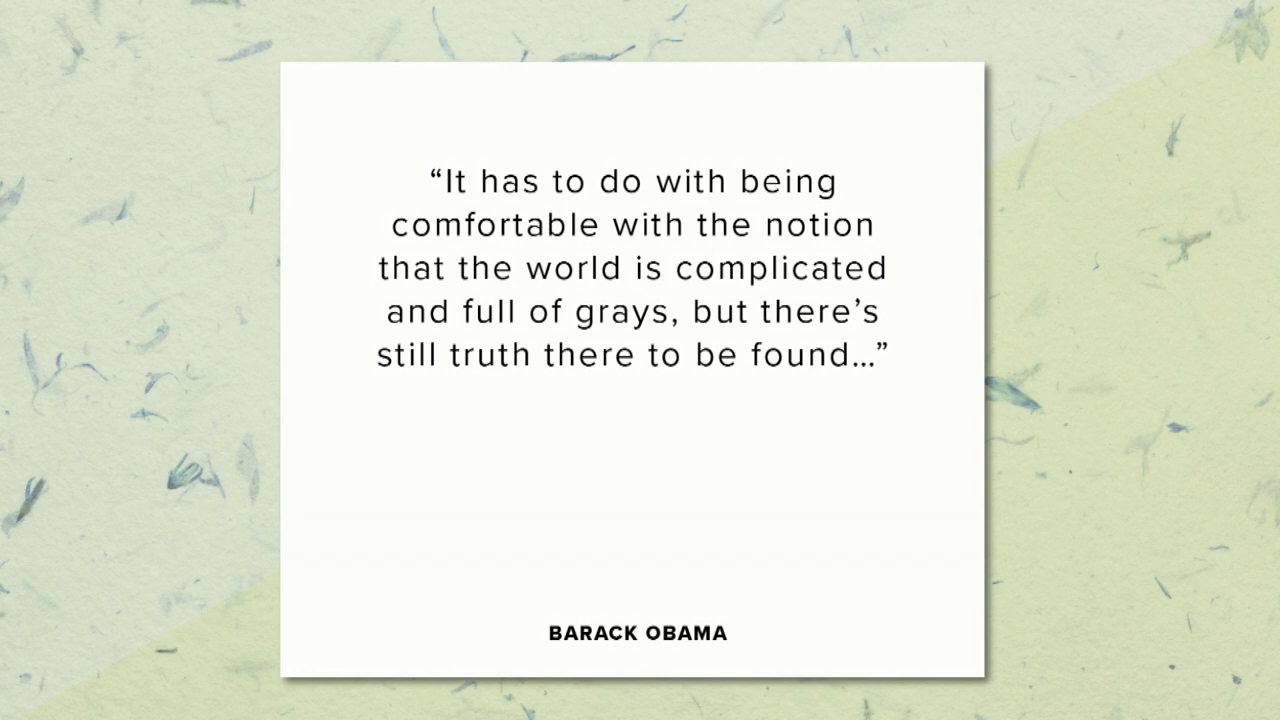 “It has to do with being
comfortable with the notion
that the world is complicated
and full of grays, but there’s
still truth there to be found...”
BARACK OBAMA